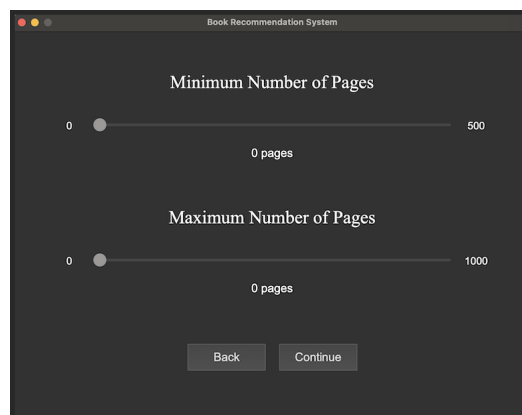 Book Recommendation System
Minimum Number of Pages
0 500
0 pages
Maximum Number of Pages
0 1000
0 pages
Back Continue